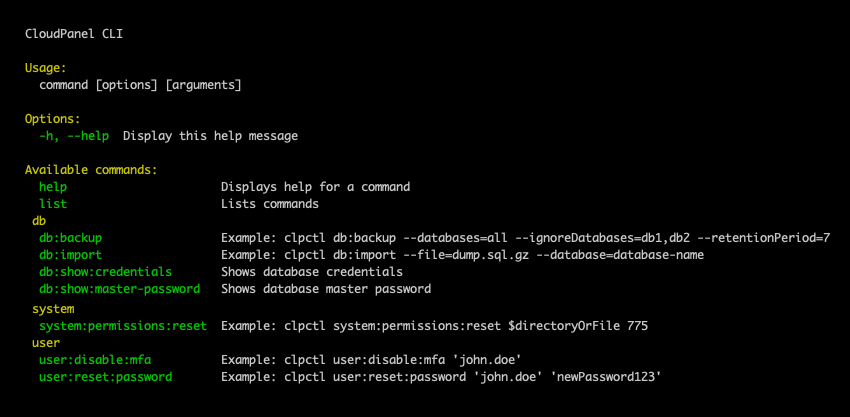 CloudPanel CLI
Usage:
command [options] [arguments]
Options:
-h, --help  Display this help message
Available commands:
help  Displays help for a command
list  Lists commands
db
db:backup  Example: clpctl db:backup --databases=all --ignoreDatabases=db1,db2 --retentionPeriod=7
db:import  Example: clpctl db:import --file=dump.sql.gz --database=database-name
db:show:credentials  Shows database credentials
db:show:master-password  Shows database master password
system
system:permissions:reset  Example: clpctl system:permissions:reset $directoryOrFile 775
user
user:disable:mfa  Example: clpctl user:disable:mfa 'john.doe'
user:reset:password  Example: clpctl user:reset:password 'john.doe' 'newPassword123'